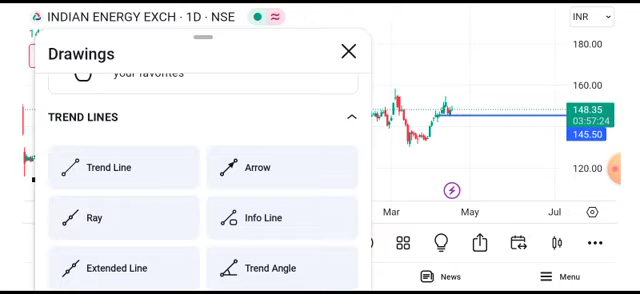 INDIAN ENERGY EXCH · 1D · NSE
INR
Drawings
your favorites
TREND LINES
Trend Line
Arrow
Ray
Info Line
Extended Line
Trend Angle
180.00
160.00
148.35
03:57:24
145.50
120.00
Mar
May
Jul
News
Menu